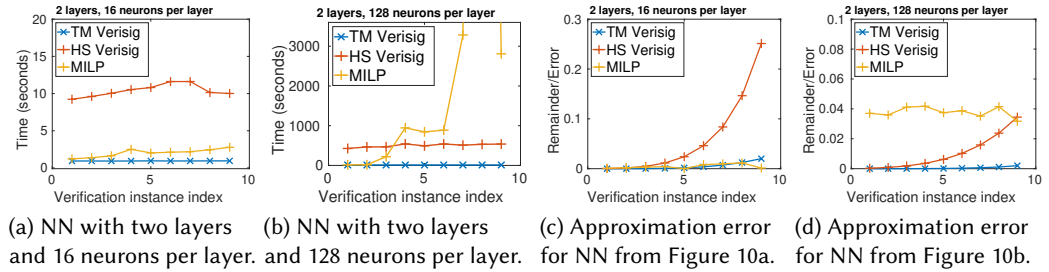 2 layers, 16 neurons per layer
TM Verisig
HS Verisig
MILP
Time (seconds)
20
15
10
5
0
0
5
10
Verification instance index
(a) NN with two layers
and 16 neurons per layer.
2 layers, 128 neurons per layer
TM Verisig
HS Verisig
MILP
Time (seconds)
3000
2000
1000
0
0
5
10
Verification instance index
(b) NN with two layers
and 128 neurons per layer.
2 layers, 16 neurons per layer
TM Verisig
HS Verisig
MILP
Remainder/Error
0.3
0.2
0.1
0
0
5
10
Verification instance index
(c) Approximation error
for NN from Figure 10a.
2 layers, 128 neurons per layer
TM Verisig
HS Verisig
MILP
Remainder/Error
0.1
0.08
0.06
0.04
0.02
0
0
5
10
Verification instance index
(d) Approximation error
for NN from Figure 10b.